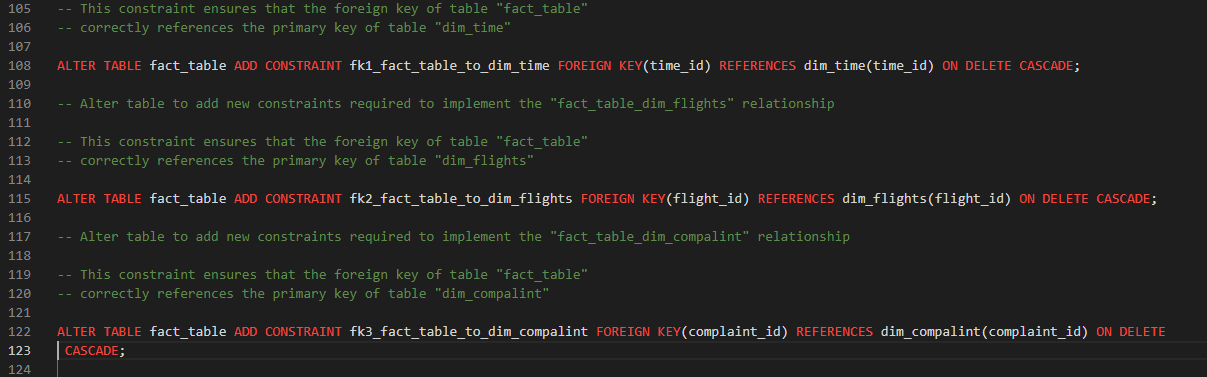 105 -- This constraint ensures that the foreign key of table "fact_table"
106 -- correctly references the primary key of table "dim_time"
107
108 ALTER TABLE fact_table ADD CONSTRAINT fk1_fact_table_to_dim_time FOREIGN KEY(time_id) REFERENCES dim_time(time_id) ON DELETE CASCADE;
109
110 -- Alter table to add new constraints required to implement the "fact_table_dim_flights" relationship
111
112 -- This constraint ensures that the foreign key of table "fact_table"
113 -- correctly references the primary key of table "dim_flights"
114
115 ALTER TABLE fact_table ADD CONSTRAINT fk2_fact_table_to_dim_flights FOREIGN KEY(flight_id) REFERENCES dim_flights(flight_id) ON DELETE CASCADE;
116
117 -- Alter table to add new constraints required to implement the "fact_table_dim_compalint" relationship
118
119 -- This constraint ensures that the foreign key of table "fact_table"
120 -- correctly references the primary key of table "dim_compalint"
121
122 ALTER TABLE fact_table ADD CONSTRAINT fk3_fact_table_to_dim_compalint FOREIGN KEY(complaint_id) REFERENCES dim_compalint(complaint_id) ON DELETE
123 CASCADE;
124